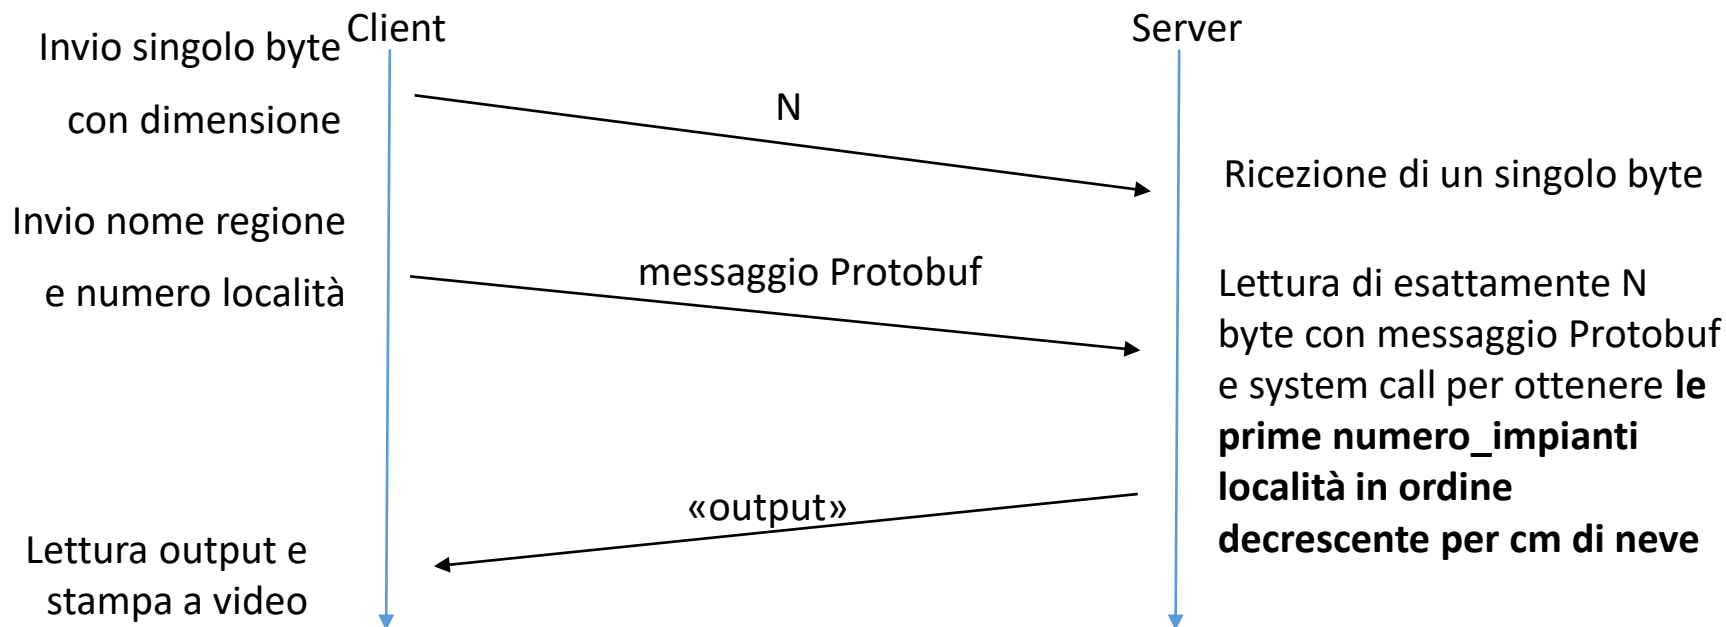 Client
Server
Invio singolo byte
con dimensione
N
Ricezione di un singolo byte
Invio nome regione
e numero località
messaggio Protobuf
Lettura di esattamente N
byte con messaggio Protobuf
e system call per ottenere le
prime numero_impianti
località in ordine
decrescente per cm di neve
«output»
Lettura output e
stampa a video